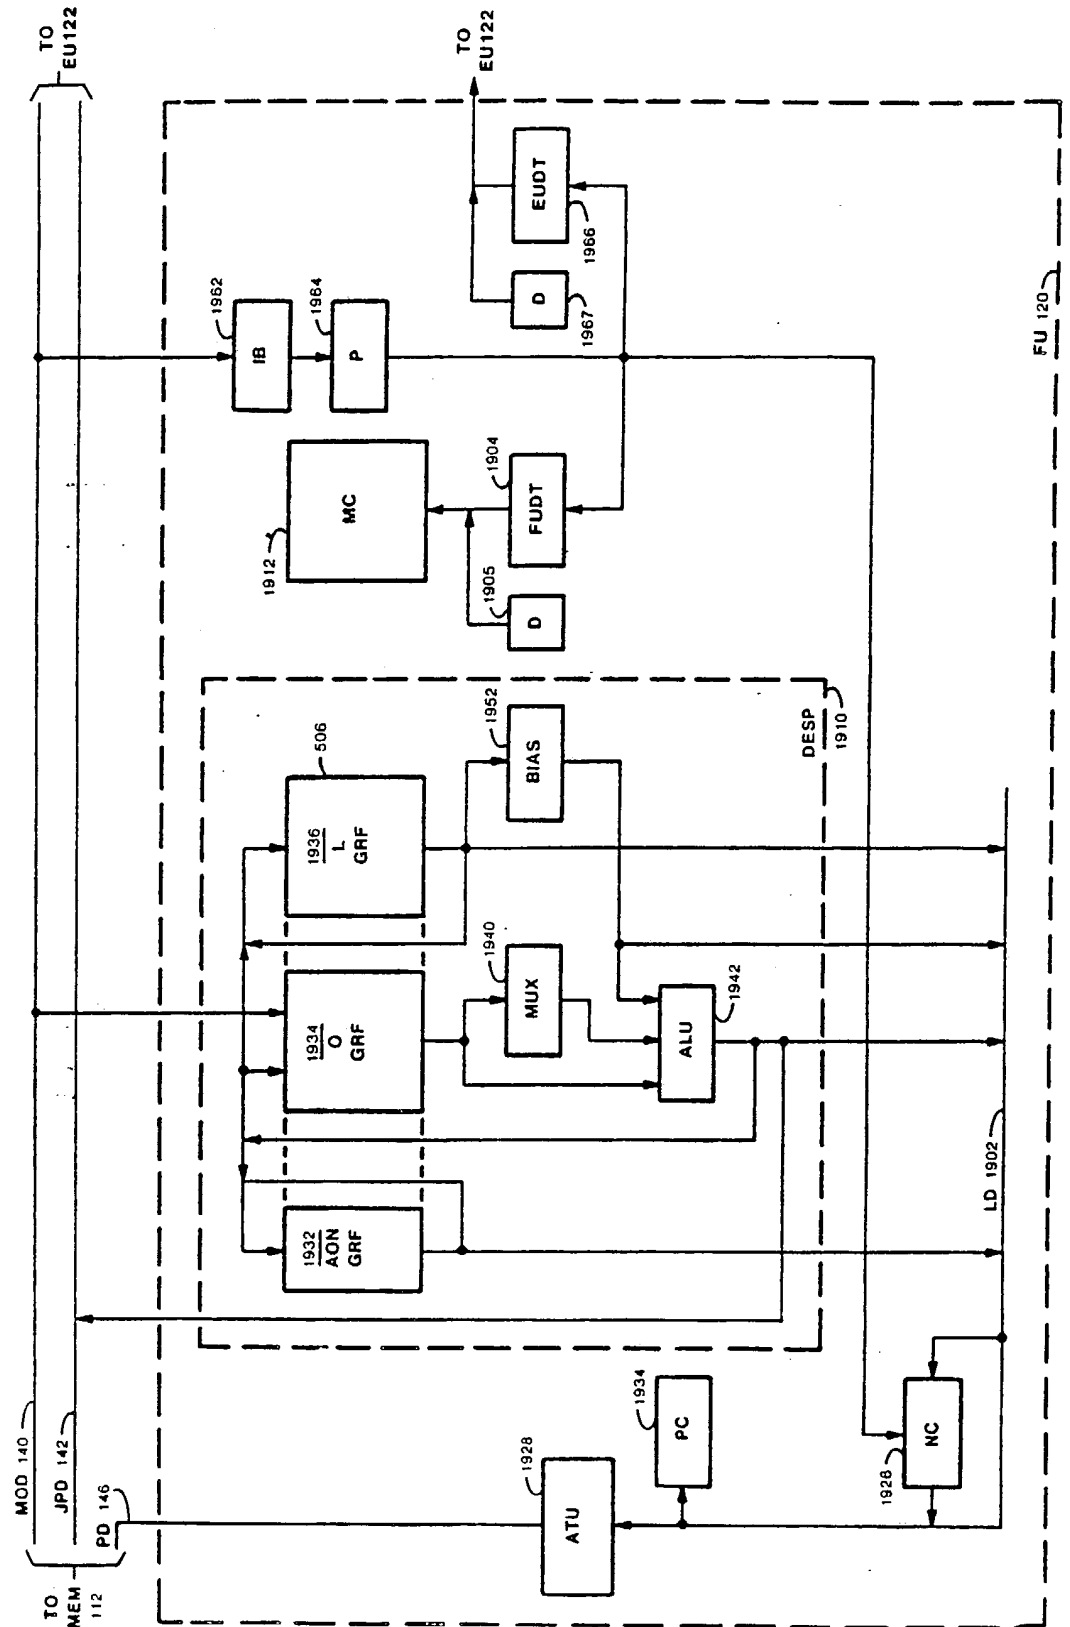 TO
MEM
112
MOD 140
JPD 142
PD 146
TO
EU122
1932
AON
GRF
1934
O
GRF
1936
L
GRF
506
1912
MC
1962
IB
1964
P
TO
EU122
1928
ATU
1934
PC
1940
MUX
1952
BIAS
1942
ALU
DESP
1910
1905
D
1904
FUDT
D
1967
EUDT
1966
1926
NC
LD 1902
FU 120